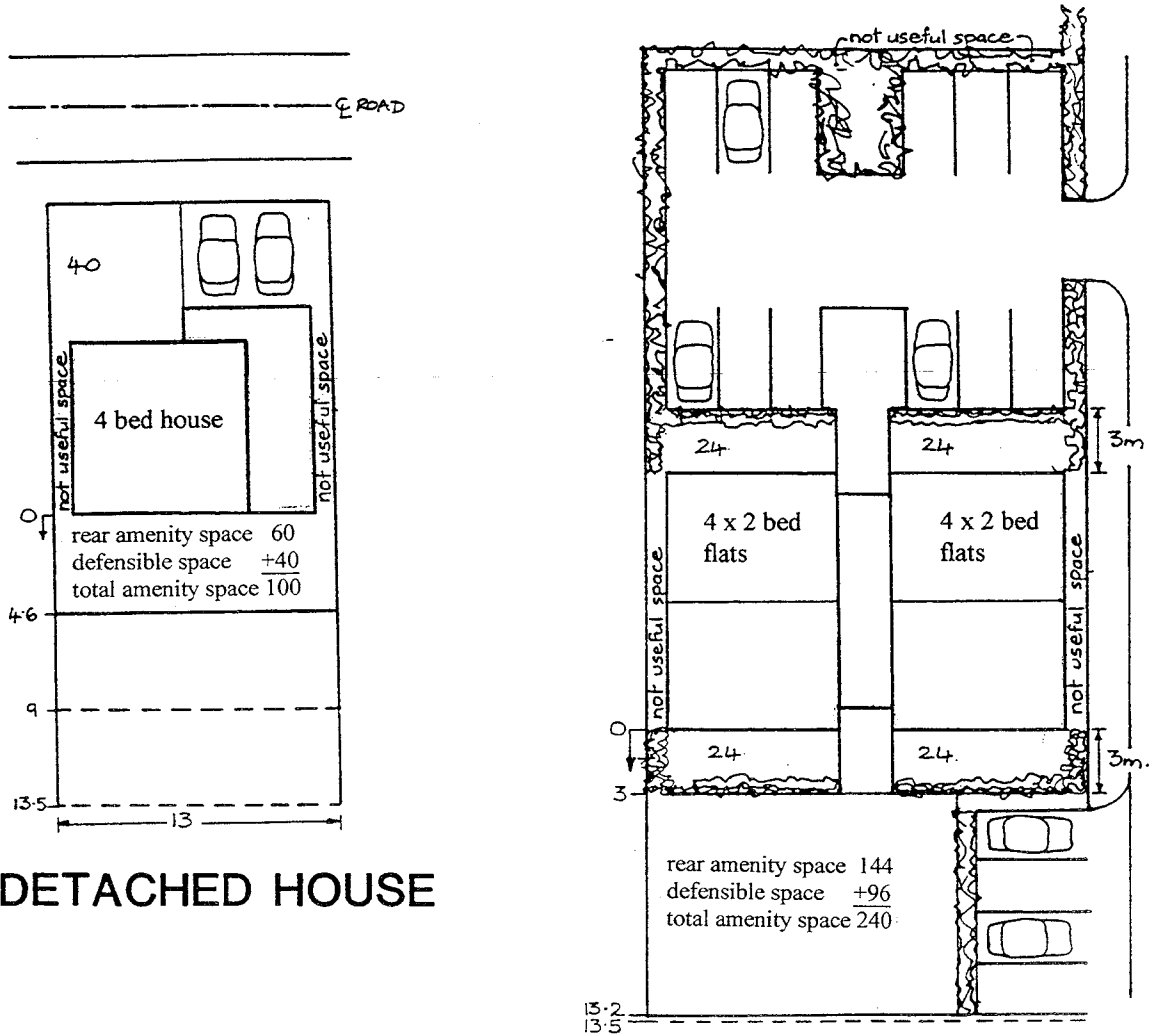 ℄ ROAD
40
not useful space
4 bed house
not useful space
0
rear amenity space 60
defensible space +40
total amenity space 100
4.6
9
13.5
13
DETACHED HOUSE
not useful space
24
24
3m
4 x 2 bed
flats
4 x 2 bed
flats
not useful space
not useful space
0
24
24
3m.
3
rear amenity space 144
defensible space +96
total amenity space 240
13.2
13.5